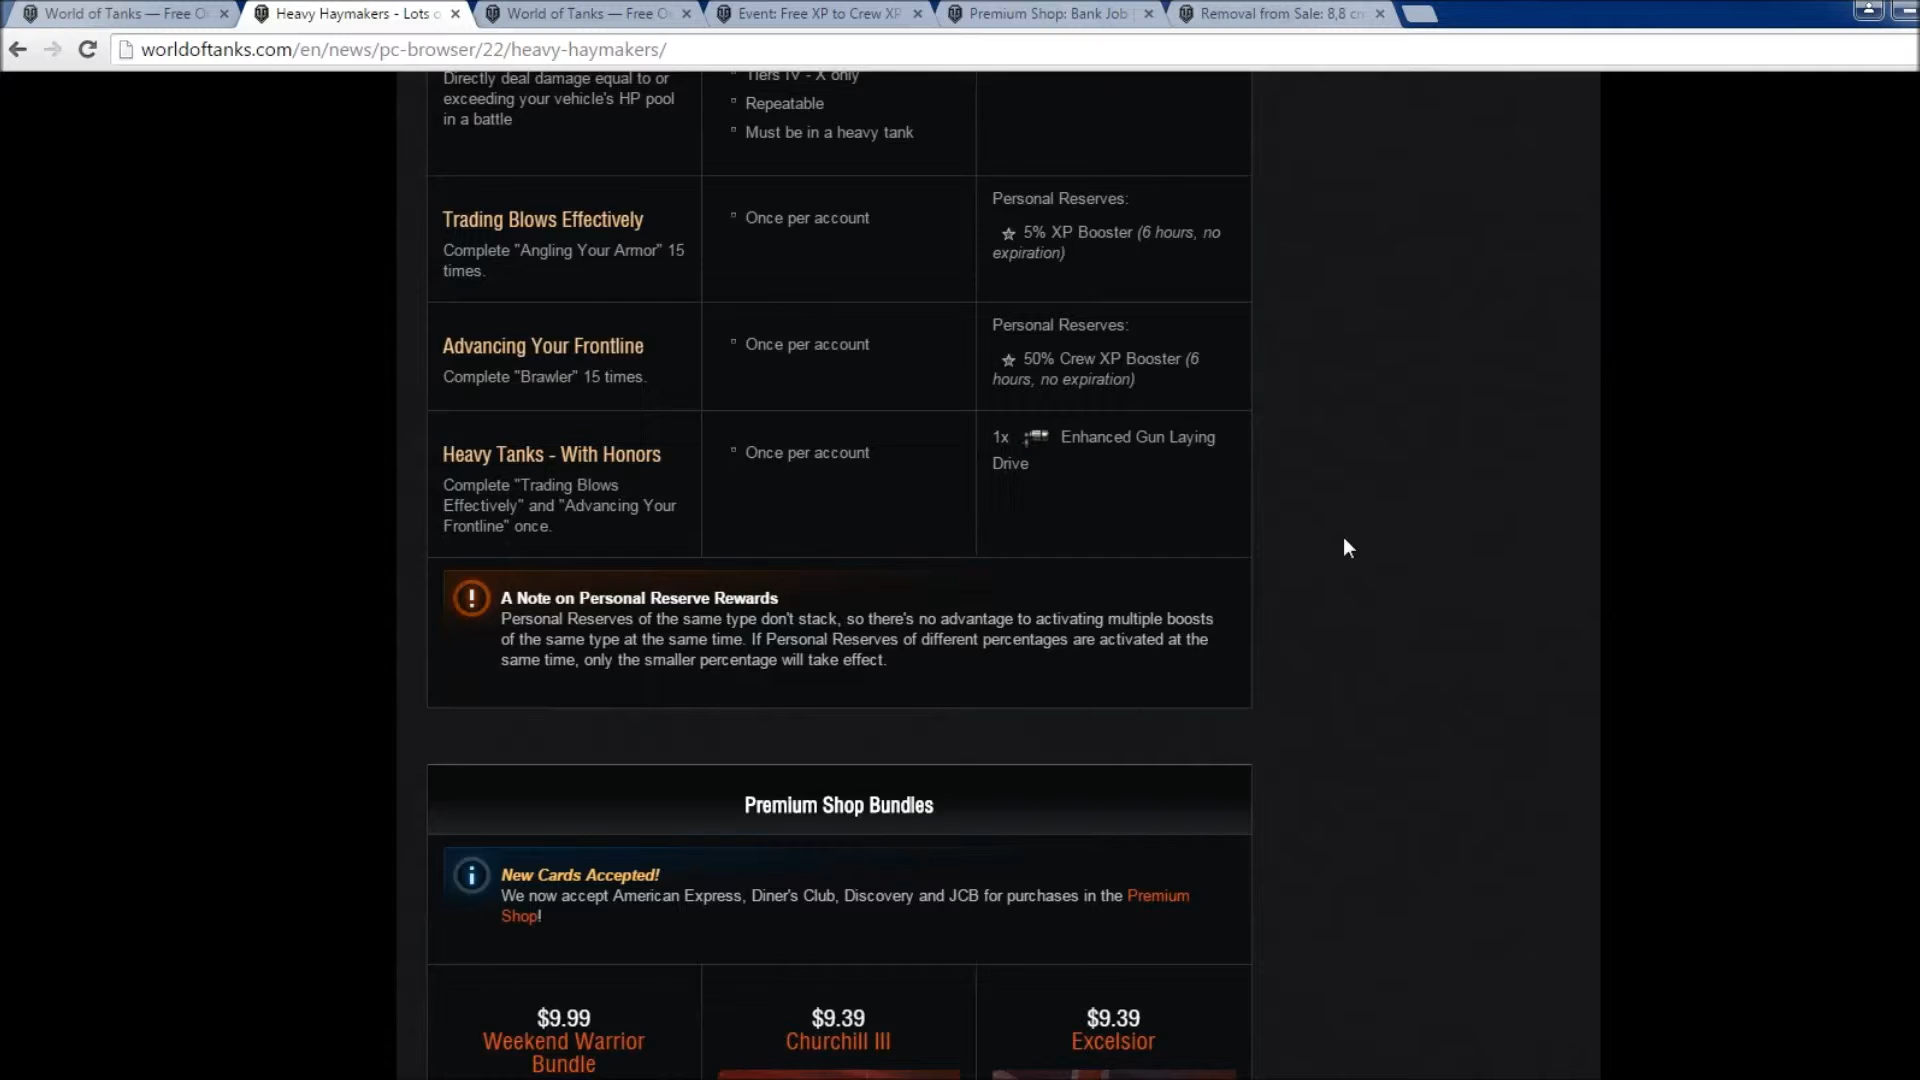 World of Tanks — Free O
Heavy Haymakers - Lots o
World of Tanks — Free O
Event: Free XP to Crew XP
Premium Shop: Bank Job
Removal from Sale: 8,8 cm
worldoftanks.com/en/news/pc-browser/22/heavy-haymakers/
Directly deal damage equal to or
exceeding your vehicle's HP pool
in a battle
Tiers IV - X only
Repeatable
Must be in a heavy tank
Trading Blows Effectively
Complete "Angling Your Armor" 15
times.
Once per account
Personal Reserves:
5% XP Booster (6 hours, no
expiration)
Advancing Your Frontline
Complete "Brawler" 15 times.
Once per account
Personal Reserves:
50% Crew XP Booster (6
hours, no expiration)
Heavy Tanks - With Honors
Complete "Trading Blows
Effectively" and "Advancing Your
Frontline" once.
Once per account
1x Enhanced Gun Laying
Drive
A Note on Personal Reserve Rewards
Personal Reserves of the same type don't stack, so there's no advantage to activating multiple boosts
of the same type at the same time. If Personal Reserves of different percentages are activated at the
same time, only the smaller percentage will take effect.
Premium Shop Bundles
New Cards Accepted!
We now accept American Express, Diner's Club, Discovery and JCB for purchases in the Premium
Shop!
$9.99
Weekend Warrior
Bundle
$9.39
Churchill III
$9.39
Excelsior